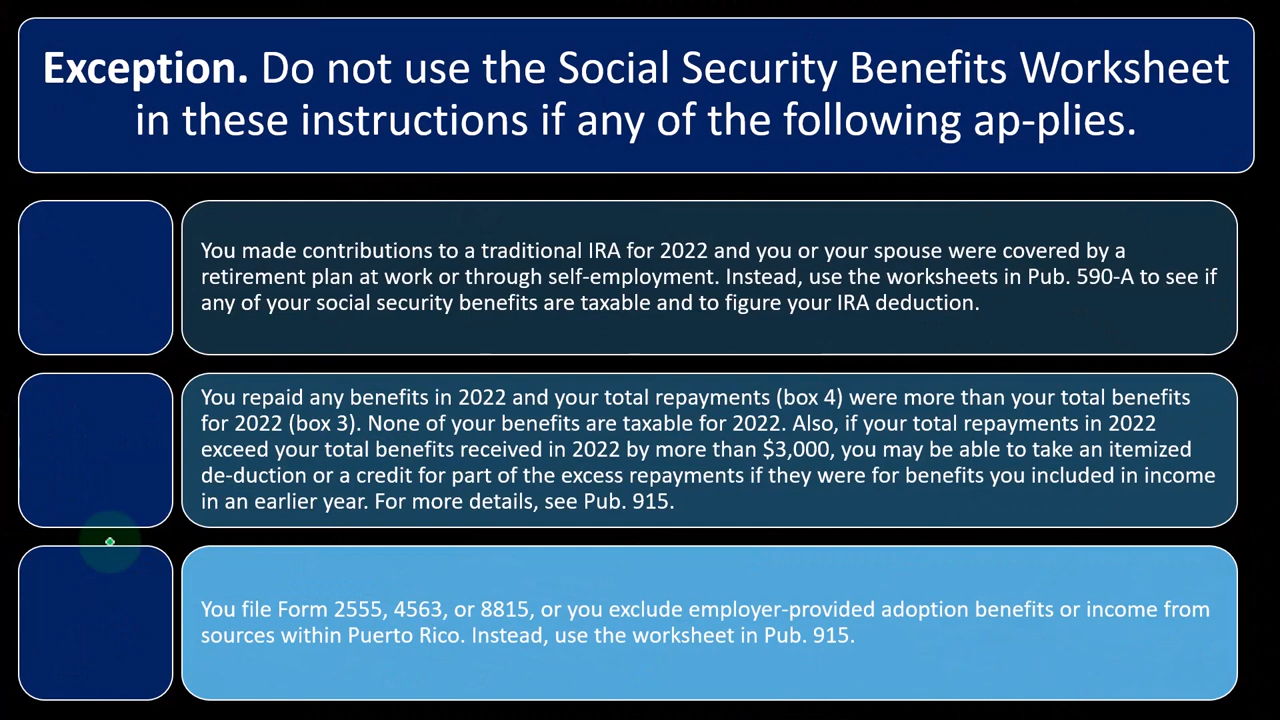 Exception. Do not use the Social Security Benefits Worksheet
in these instructions if any of the following ap-plies.
You made contributions to a traditional IRA for 2022 and you or your spouse were covered by a
retirement plan at work or through self-employment. Instead, use the worksheets in Pub. 590-A to see if
any of your social security benefits are taxable and to figure your IRA deduction.
You repaid any benefits in 2022 and your total repayments (box 4) were more than your total benefits
for 2022 (box 3). None of your benefits are taxable for 2022. Also, if your total repayments in 2022
exceed your total benefits received in 2022 by more than $3,000, you may be able to take an itemized
de-duction or a credit for part of the excess repayments if they were for benefits you included in income
in an earlier year. For more details, see Pub. 915.
You file Form 2555, 4563, or 8815, or you exclude employer-provided adoption benefits or income from
sources within Puerto Rico. Instead, use the worksheet in Pub. 915.